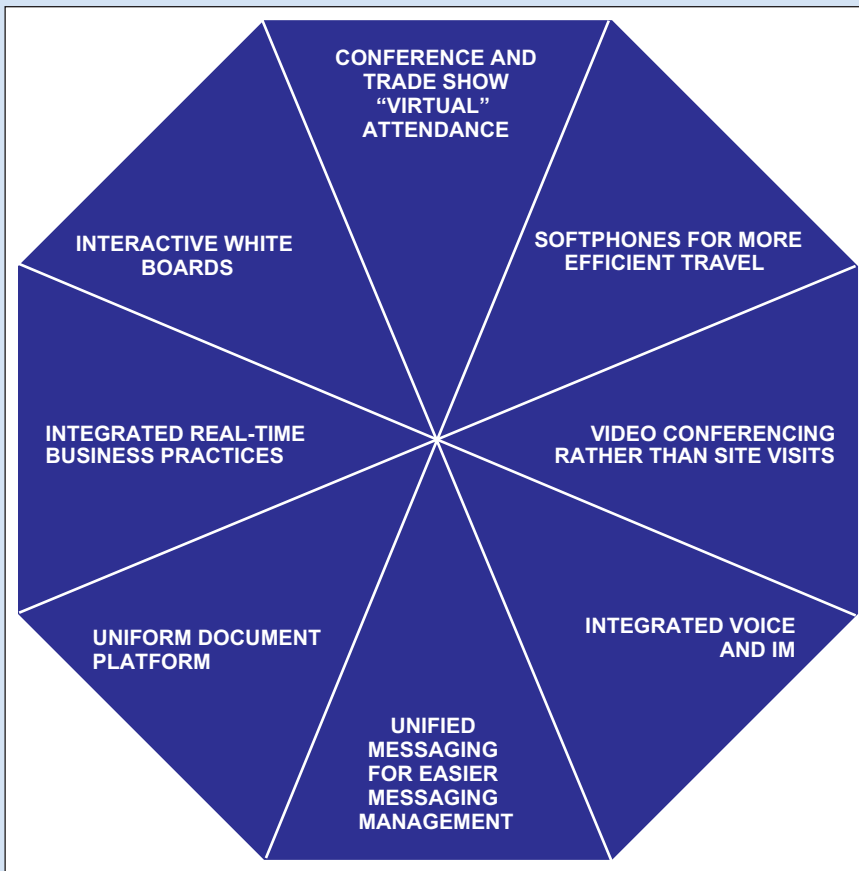 CONFERENCE AND
TRADE SHOW
“VIRTUAL”
ATTENDANCE
SOFTPHONES FOR MORE
EFFICIENT TRAVEL
VIDEO CONFERENCING
RATHER THAN SITE VISITS
INTEGRATED VOICE
AND IM
UNIFIED
MESSAGING
FOR EASIER
MESSAGING
MANAGEMENT
UNIFORM DOCUMENT
PLATFORM
INTEGRATED REAL-TIME
BUSINESS PRACTICES
INTERACTIVE WHITE
BOARDS